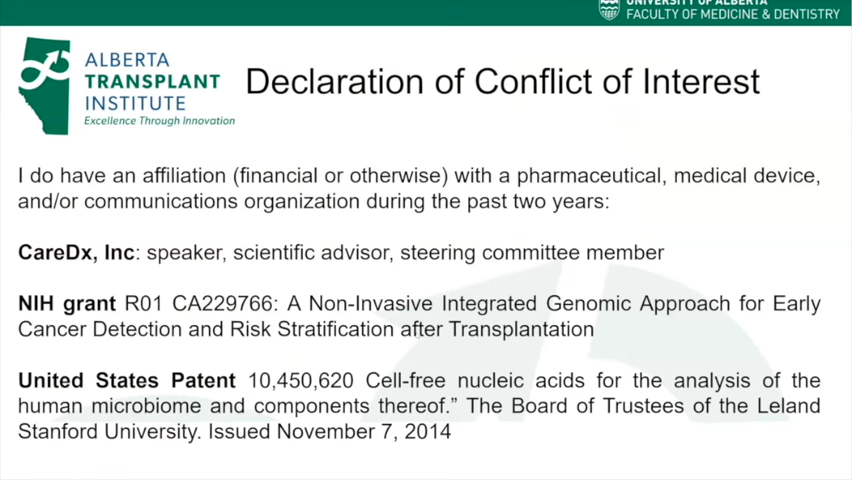 UNIVERSITY OF ALBERTA
FACULTY OF MEDICINE & DENTISTRY
ALBERTA
TRANSPLANT
INSTITUTE
Excellence Through Innovation
Declaration of Conflict of Interest
I do have an affiliation (financial or otherwise) with a pharmaceutical, medical device,
and/or communications organization during the past two years:
CareDx, Inc: speaker, scientific advisor, steering committee member
NIH grant R01 CA229766: A Non-Invasive Integrated Genomic Approach for Early
Cancer Detection and Risk Stratification after Transplantation
United States Patent 10,450,620 Cell-free nucleic acids for the analysis of the
human microbiome and components thereof.” The Board of Trustees of the Leland
Stanford University. Issued November 7, 2014